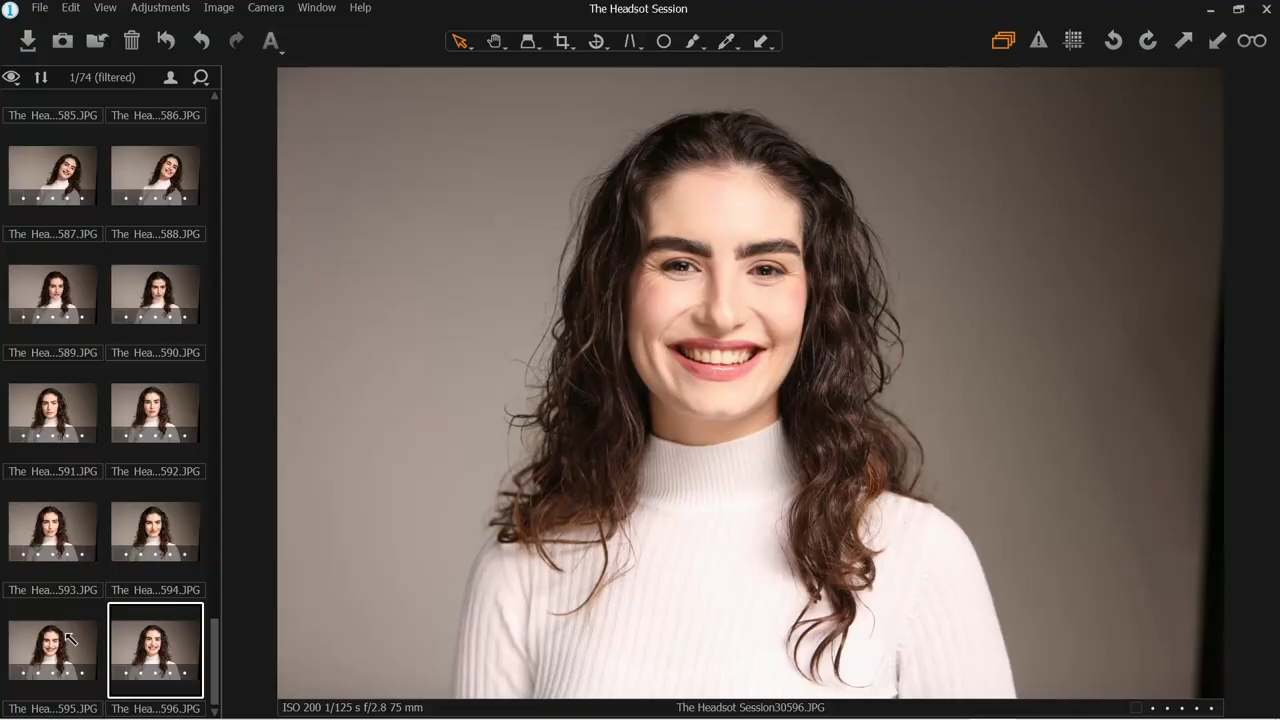 File Edit View Adjustments Image Camera Window Help
The Headsot Session
A
1/74 (filtered)
The Hea...585.JPG The Hea...586.JPG
The Hea...587.JPG The Hea...588.JPG
The Hea...589.JPG The Hea...590.JPG
The Hea...591.JPG The Hea...592.JPG
The Hea...593.JPG The Hea...594.JPG
The Hea...595.JPG The Hea...596.JPG
ISO 200 1/125 s f/2.8 75 mm
The Headsot Session30596.JPG